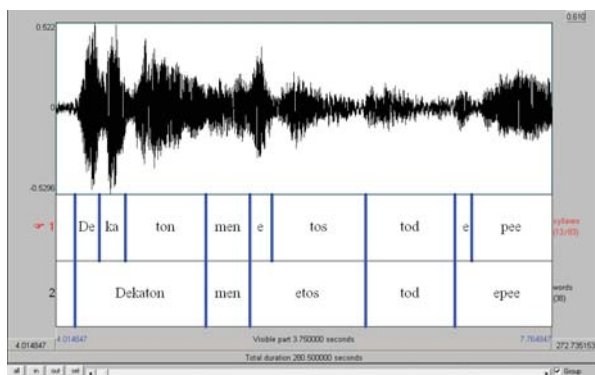 0.610
0.522
0
-0.5296
1 De ka ton men e tos tod e pee syllables (13/83)
2 Dekaton men etos tod epee words (38)
4.014847 4.014847 Visible part 3.750000 seconds 7.764847 272.735153
Total duration 280.500000 seconds
all in out sel Group